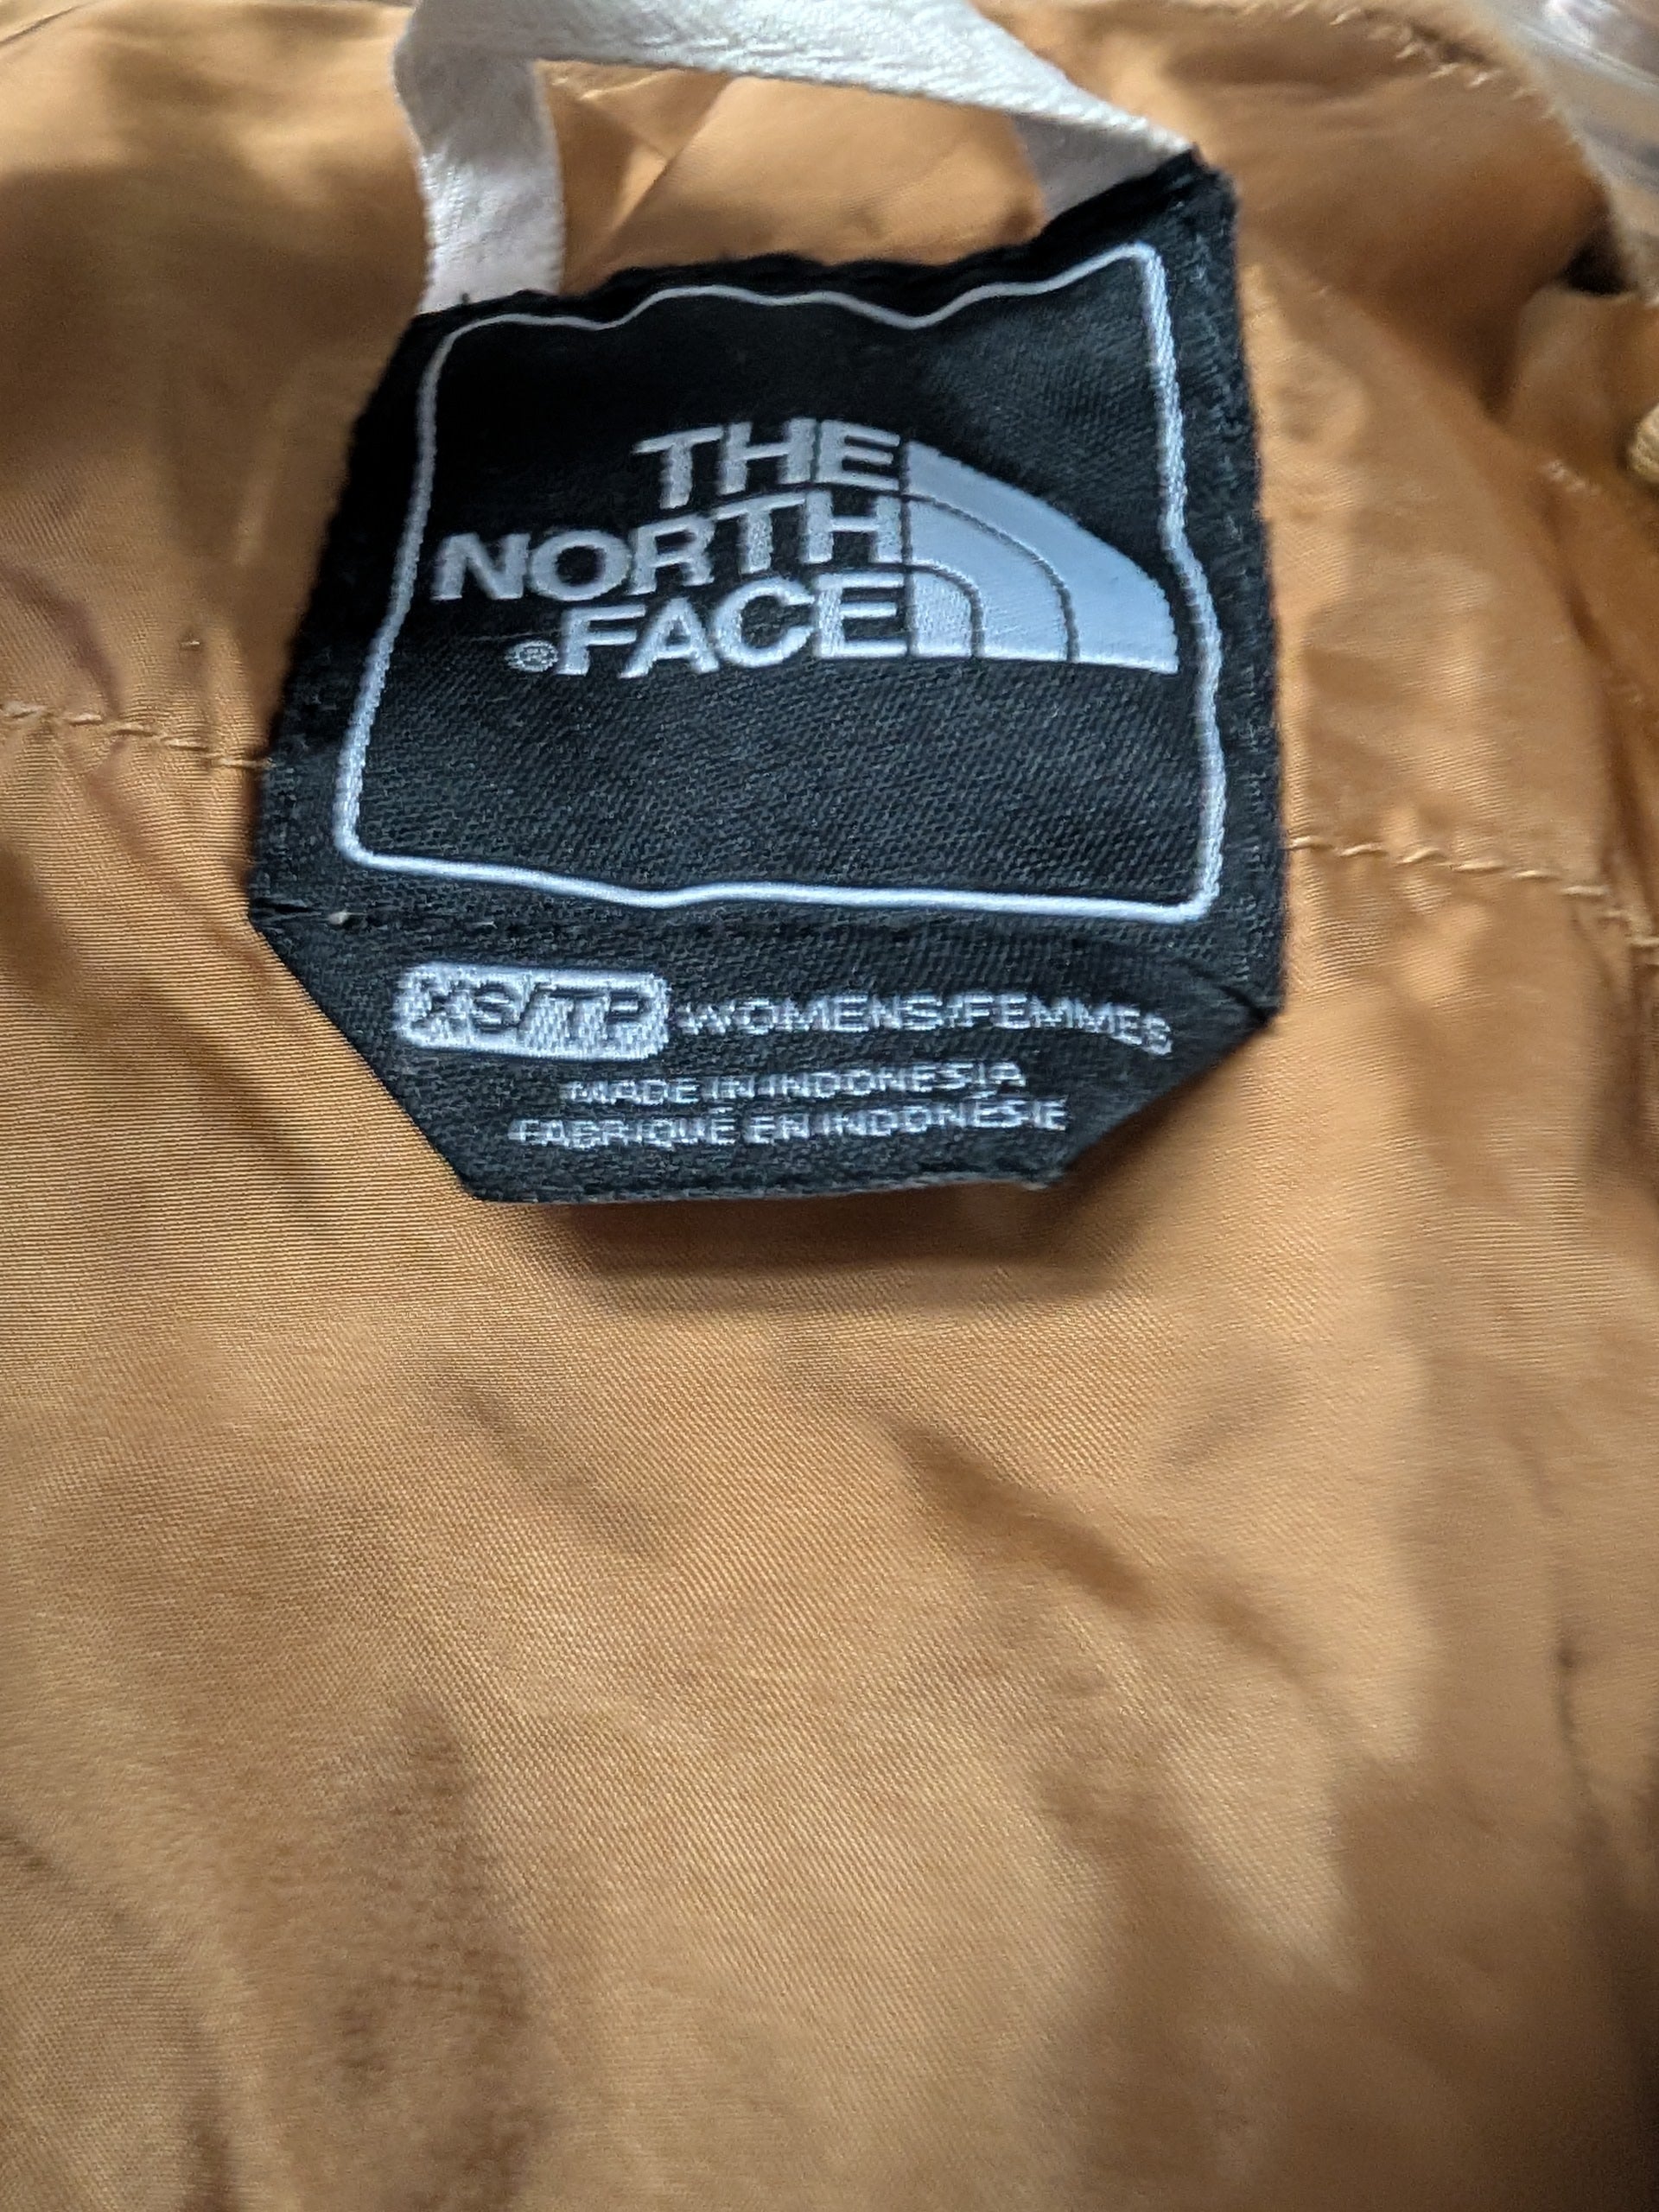 THE
NORTH
®FACE
XS/TP WOMENS/FEMMES
MADE IN INDONESIA
FABRIQUÉ EN INDONÉSIE